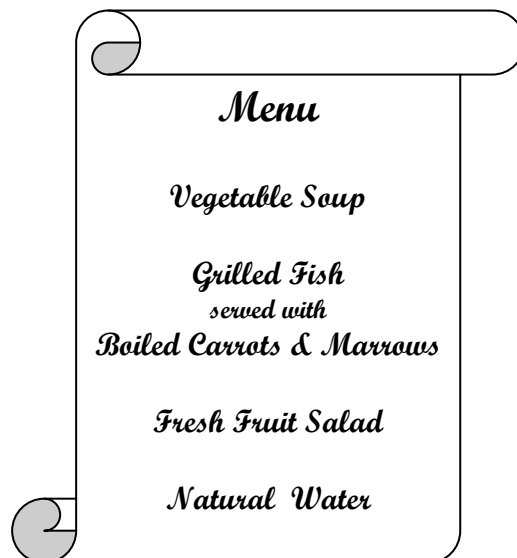 Menu
Vegetable Soup
Grilled Fish
served with
Boiled Carrots & Marrows
Fresh Fruit Salad
Natural Water